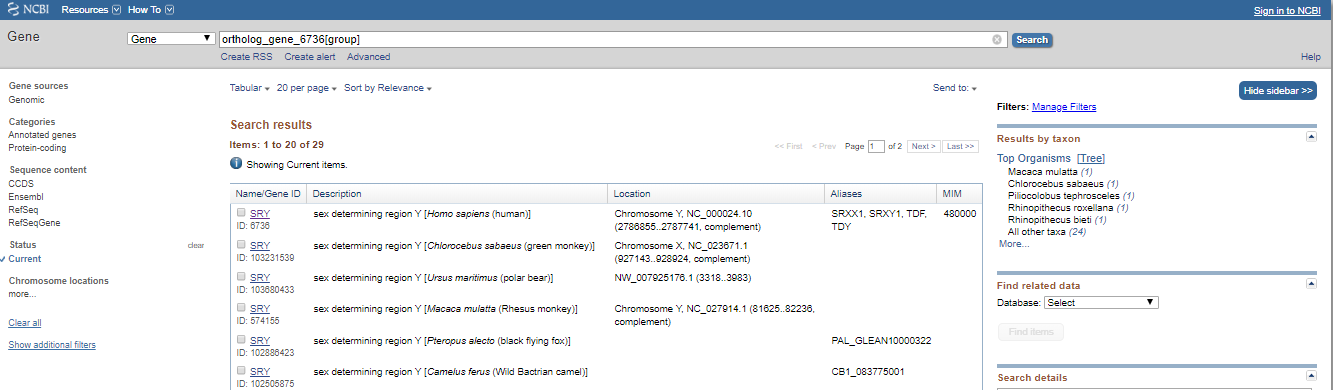 NCBI Resources How To Sign in to NCBI
Gene Gene ortholog_gene_6736[group] Search
Create RSS Create alert Advanced Help
Gene sources
Genomic
Categories
Annotated genes
Protein-coding
Sequence content
CCDS
Ensembl
RefSeq
RefSeqGene
Status clear
Current
Chromosome locations
more...
Clear all
Show additional filters
Tabular 20 per page Sort by Relevance Send to:
Search results
Items: 1 to 20 of 29
<< First < Prev Page 1 of 2 Next > Last >>
Showing Current items.
Name/Gene ID Description Location Aliases MIM
SRY
ID: 6736
sex determining region Y [Homo sapiens (human)]
Chromosome Y, NC_000024.10
(2786855..2787741, complement)
SRXX1, SRXY1, TDF,
TDY
480000
SRY
ID: 103231539
sex determining region Y [Chlorocebus sabaeus (green monkey)]
Chromosome X, NC_023671.1
(927143..928924, complement)
SRY
ID: 103680433
sex determining region Y [Ursus maritimus (polar bear)]
NW_007925176.1 (3318..3983)
SRY
ID: 574155
sex determining region Y [Macaca mulatta (Rhesus monkey)]
Chromosome Y, NC_027914.1 (81625..82236,
complement)
SRY
ID: 102886423
sex determining region Y [Pteropus alecto (black flying fox)]
PAL_GLEAN10000322
SRY
ID: 102505875
sex determining region Y [Camelus ferus (Wild Bactrian camel)]
CB1_083775001
Hide sidebar >>
Filters: Manage Filters
Results by taxon
Top Organisms [Tree]
Macaca mulatta (1)
Chlorocebus sabaeus (1)
Piliocolobus tephrosceles (1)
Rhinopithecus roxellana (1)
Rhinopithecus bieti (1)
All other taxa (24)
More...
Find related data
Database: Select
Find items
Search details